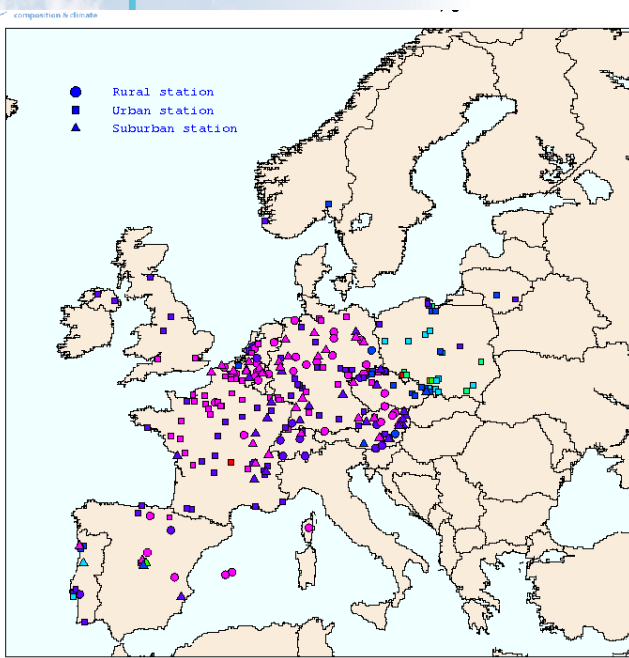 composition & climate
Rural station
Urban station
Suburban station